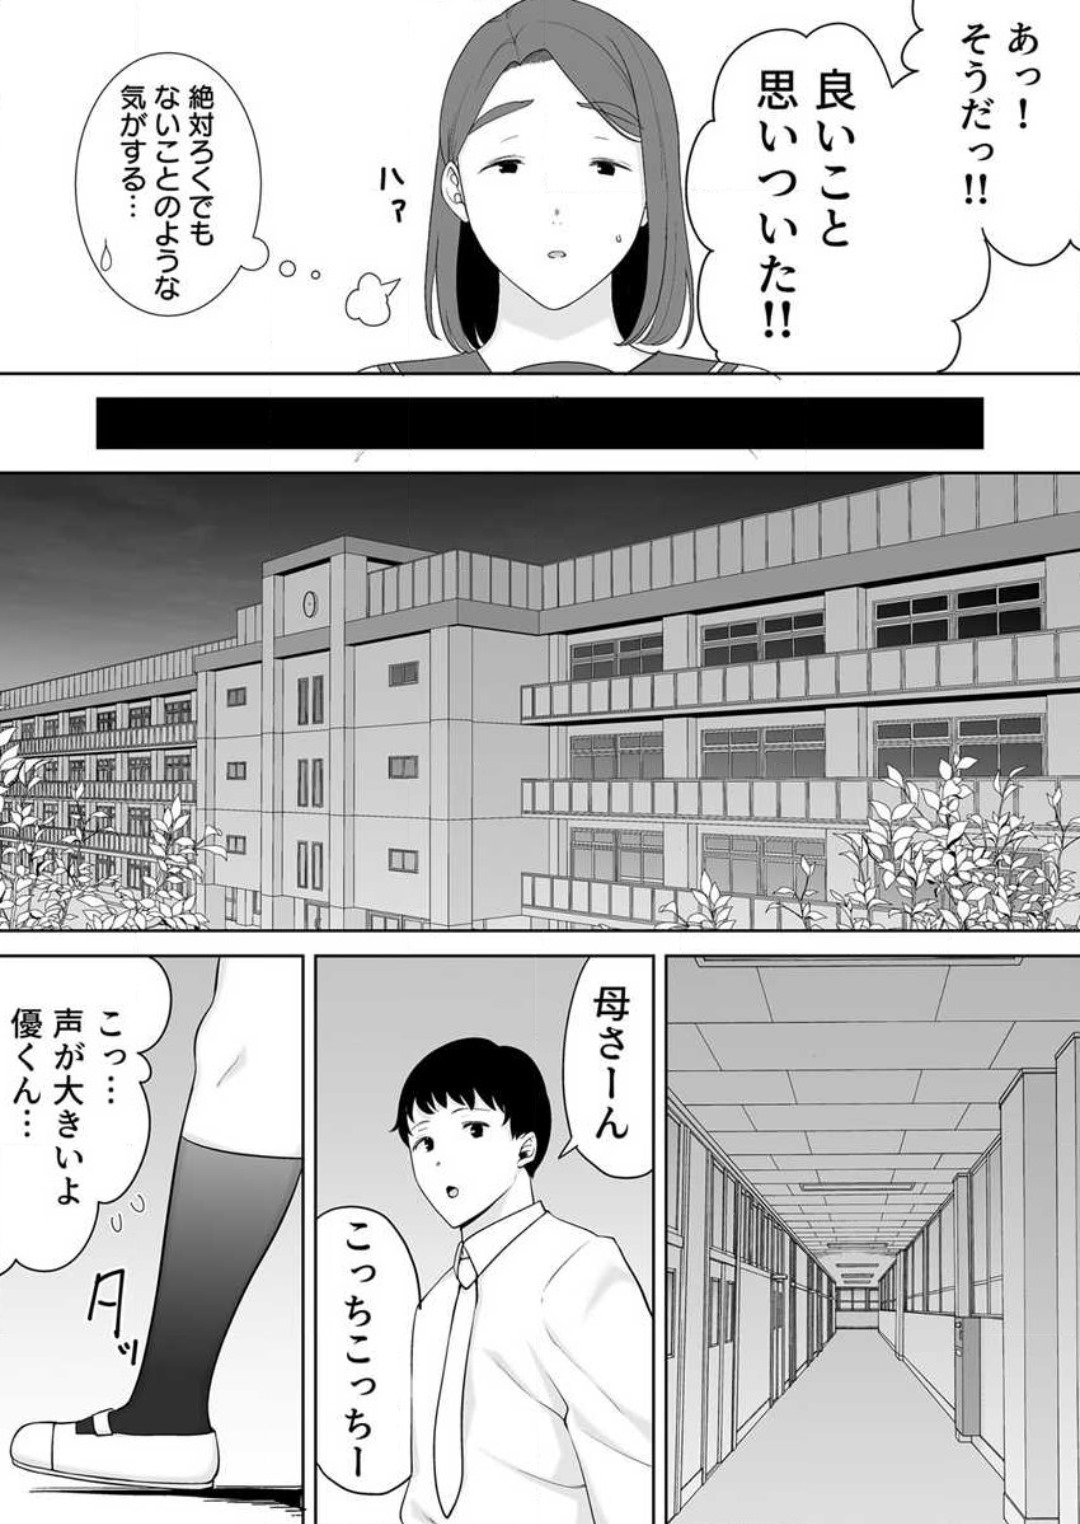 あっ！
そうだっ!!
良いこと
思いついた!!
ハァ
絶対ろくでも
ないことのような
気がする…
母さーん
こっちこっちー
こっ…
声が大きいよ
優くん…
タッ